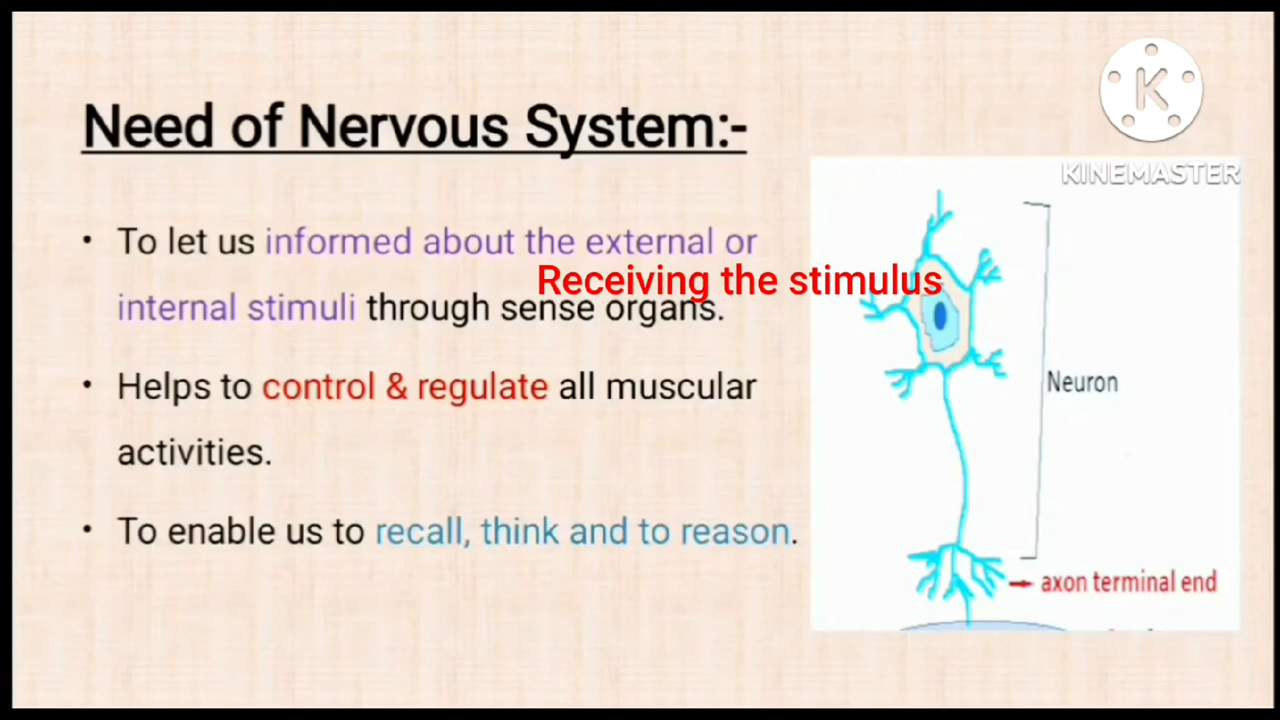 Need of Nervous System:-
KINEMASTER
• To let us informed about the external or
Receiving the stimulus
internal stimuli through sense organs.
• Helps to control & regulate all muscular
activities.
• To enable us to recall, think and to reason.
Neuron
axon terminal end